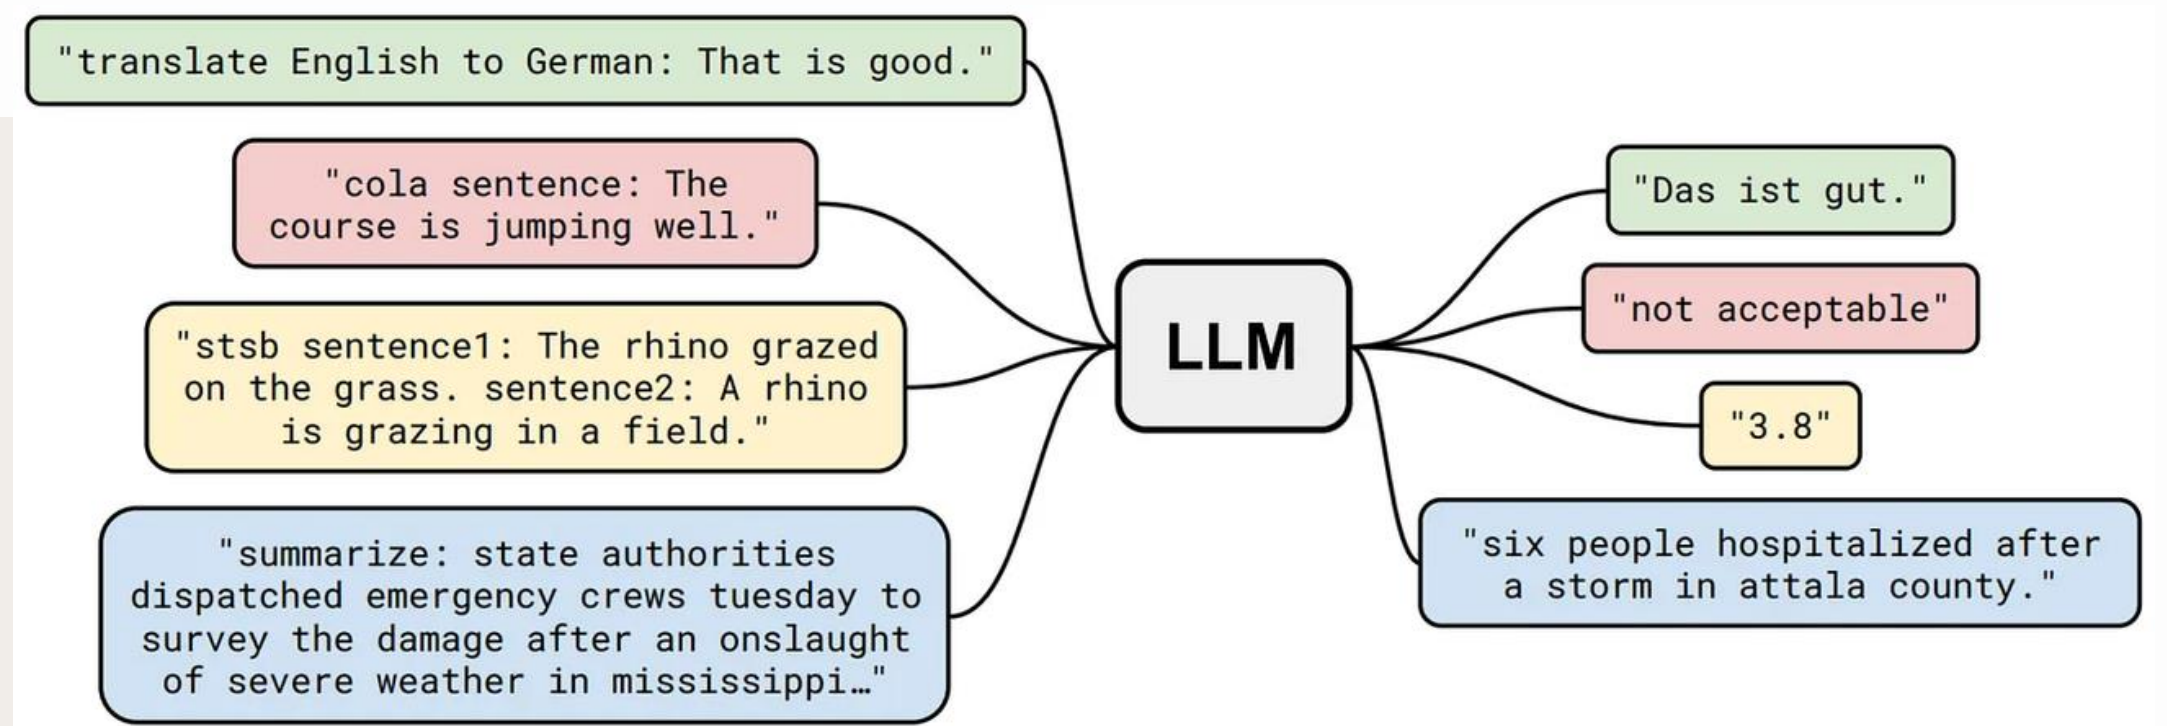 "translate English to German: That is good."
"cola sentence: The
course is jumping well."
"stsb sentence1: The rhino grazed
on the grass. sentence2: A rhino
is grazing in a field."
"summarize: state authorities
dispatched emergency crews tuesday to
survey the damage after an onslaught
of severe weather in mississippi…"
LLM
"Das ist gut."
"not acceptable"
"3.8"
"six people hospitalized after
a storm in attala county."